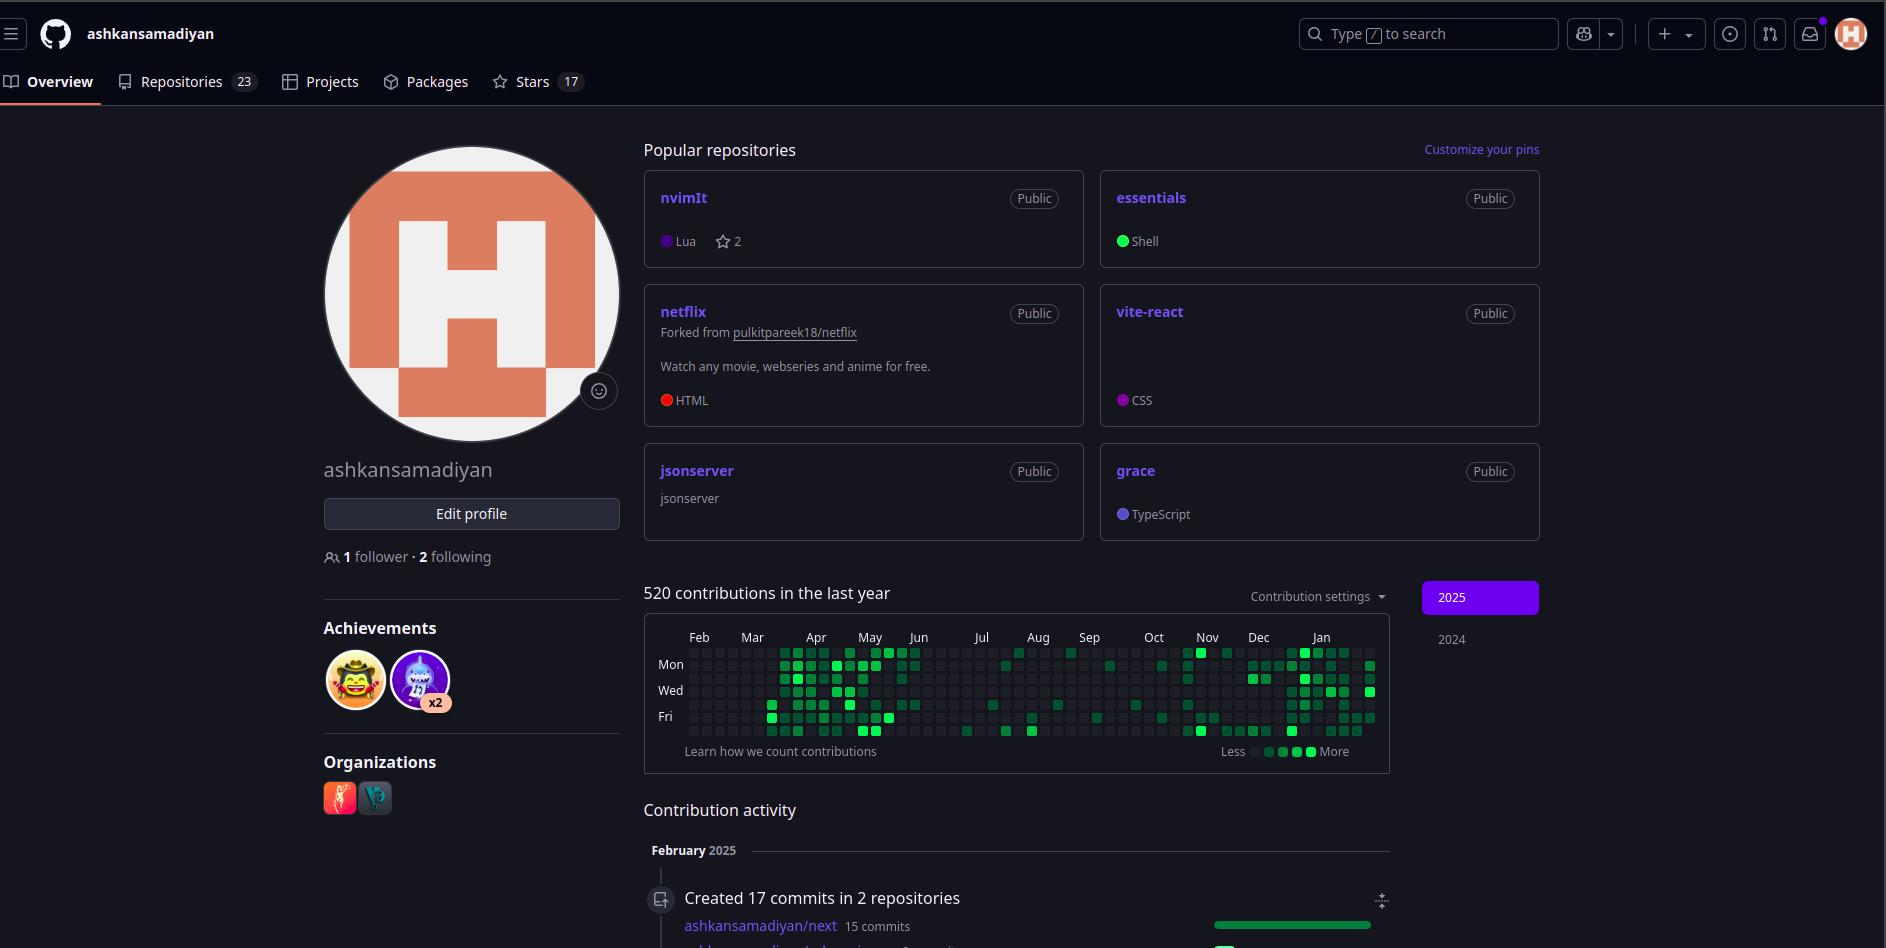 ashkansamadiyan
Type / to search
Overview
Repositories 23
Projects
Packages
Stars 17
ashkansamadiyan
Edit profile
1 follower · 2 following
Achievements
x2
Organizations
Popular repositories
Customize your pins
nvimIt
Public
Lua
2
essentials
Public
Shell
netflix
Public
Forked from pulkitpareek18/netflix
Watch any movie, webseries and anime for free.
HTML
vite-react
Public
CSS
jsonserver
Public
jsonserver
grace
Public
TypeScript
520 contributions in the last year
Contribution settings
2025
2024
Feb Mar Apr May Jun Jul Aug Sep Oct Nov Dec Jan
Mon
Wed
Fri
Learn how we count contributions
Less More
Contribution activity
February 2025
Created 17 commits in 2 repositories
ashkansamadiyan/next 15 commits